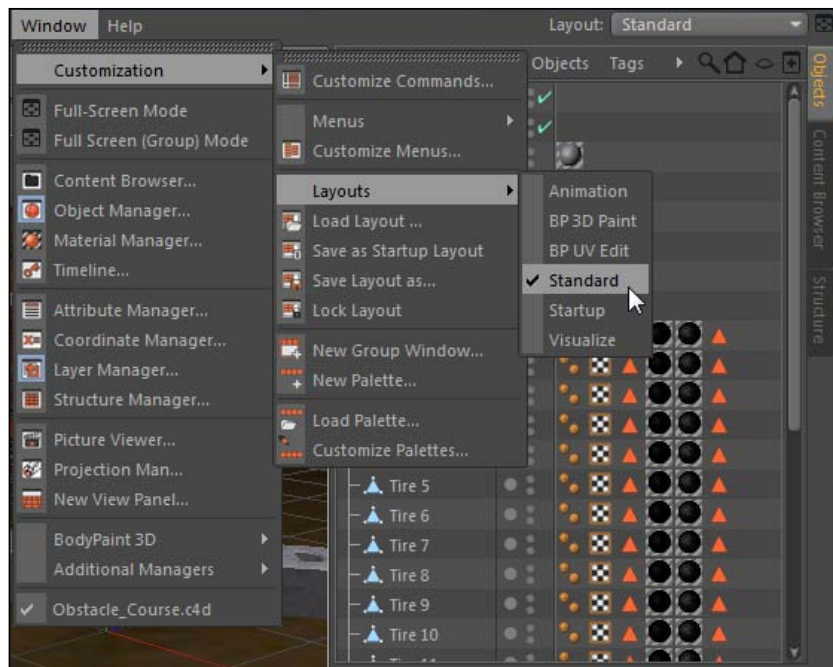 Window Help
Layout: Standard
Customization
Full-Screen Mode
Full Screen (Group) Mode
Content Browser...
Object Manager...
Material Manager...
Timeline...
Attribute Manager...
Coordinate Manager...
Layer Manager...
Structure Manager...
Picture Viewer...
Projection Man...
New View Panel...
BodyPaint 3D
Additional Managers
Obstacle_Course.c4d
Customize Commands...
Menus
Customize Menus...
Layouts
Load Layout ...
Save as Startup Layout
Save Layout as...
Lock Layout
New Group Window...
New Palette...
Load Palette...
Customize Palettes...
Animation
BP 3D Paint
BP UV Edit
Standard
Startup
Visualize
Objects Tags
Tire 5
Tire 6
Tire 7
Tire 8
Tire 9
Tire 10
Objects
Content Browser
Structure